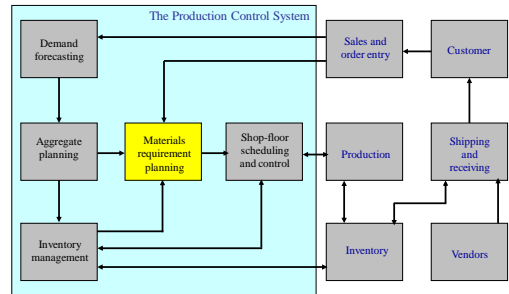 The Production Control System
Demand
forecasting
Sales and
order entry
Customer
Aggregate
planning
Materials
requirement
planning
Shop-floor
scheduling
and control
Production
Shipping
and
receiving
Inventory
management
Inventory
Vendors